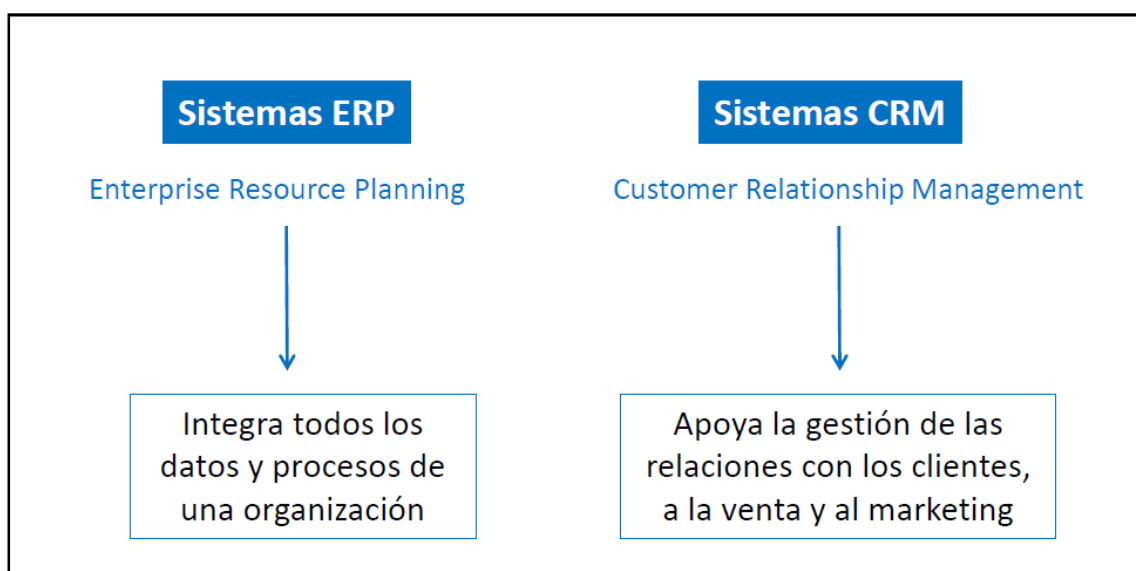 Sistemas ERP
Enterprise Resource Planning
Integra todos los
datos y procesos de
una organización
Sistemas CRM
Customer Relationship Management
Apoya la gestión de las
relaciones con los clientes,
a la venta y al marketing